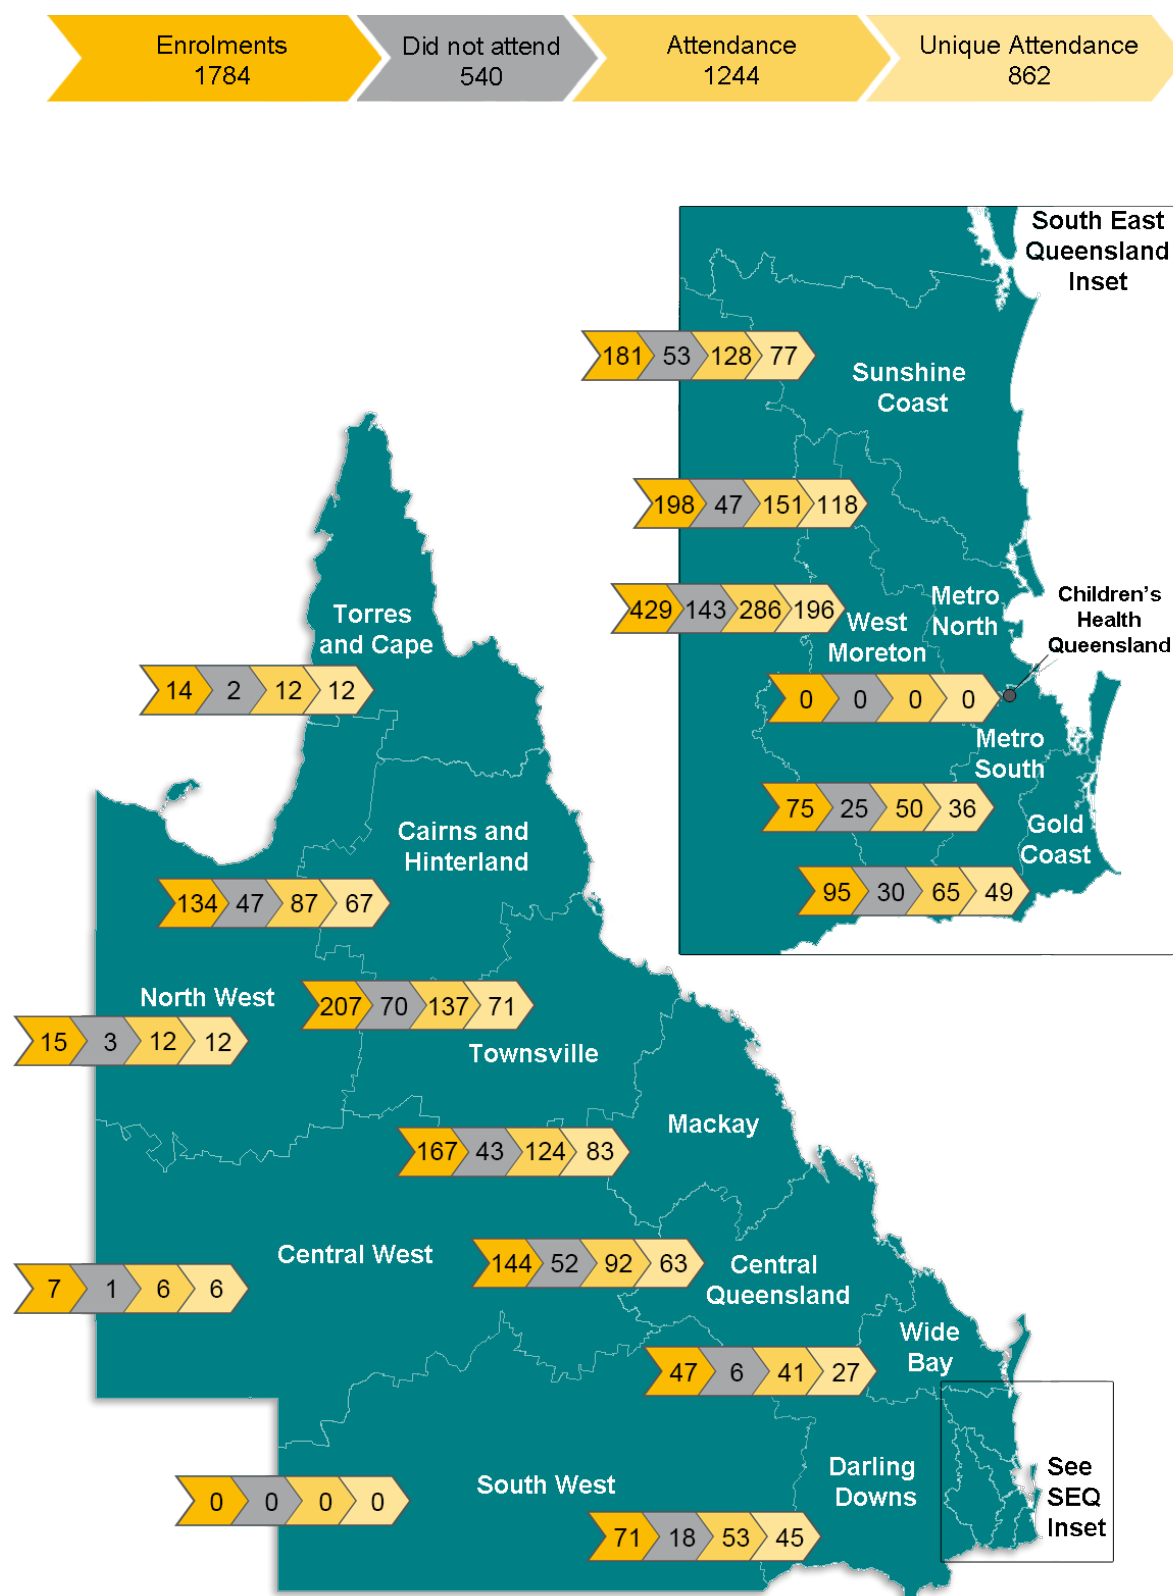 Enrolments
1784
Did not attend
540
Attendance
1244
Unique Attendance
862
South East
Queensland
Inset
181 53 128 77
Sunshine
Coast
198 47 151 118
429 143 286 196
Metro
North
West
Moreton
Children's
Health
Queensland
0 0 0 0
Metro
South
75 25 50 36
Gold
Coast
95 30 65 49
Torres
and Cape
14 2 12 12
Cairns and
Hinterland
134 47 87 67
North West
207 70 137 71
15 3 12 12
Townsville
Mackay
167 43 124 83
Central West
144 52 92 63
Central
Queensland
7 1 6 6
Wide
Bay
47 6 41 27
South West
Darling
Downs
See
SEQ
Inset
0 0 0 0
71 18 53 45